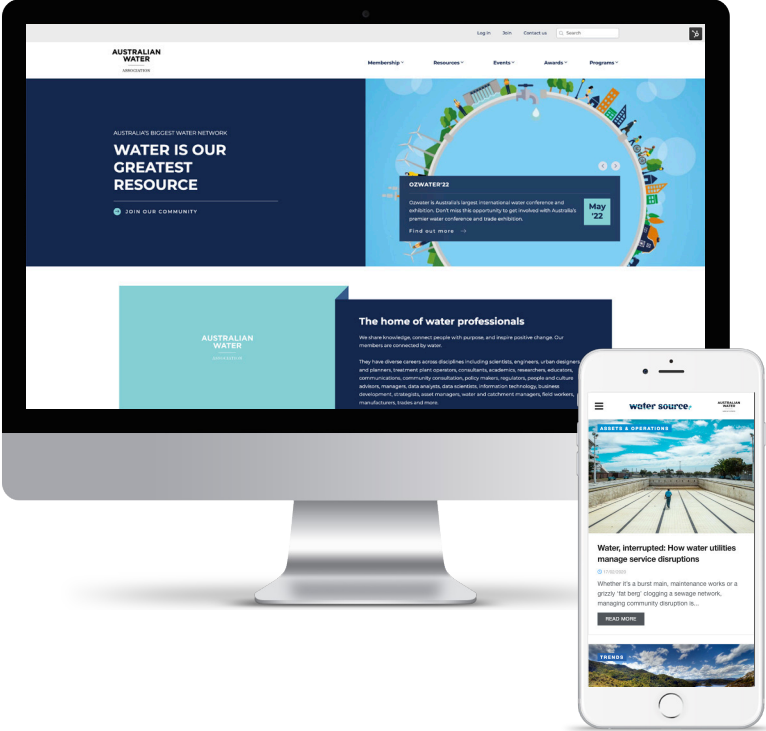 Log in Join Contact us Search
AUSTRALIAN
WATER
ASSOCIATION
Membership Resources Events Awards Programs
AUSTRALIA'S BIGGEST WATER NETWORK
WATER IS OUR
GREATEST
RESOURCE
JOIN OUR COMMUNITY
OZWATER'22
Ozwater is Australia's largest international water conference and
exhibition. Don't miss this opportunity to get involved with Australia's
premier water conference and trade exhibition.
Find out more
May
'22
AUSTRALIAN
WATER
ASSOCIATION
The home of water professionals
We share knowledge, connect people with purpose, and inspire positive change. Our
members are connected by water.
They have diverse careers across disciplines including scientists, engineers, urban designers
and planners, treatment plant operators, consultants, academics, researchers, educators,
communications, community consultation, policy makers, regulators, people and culture
advisors, managers, data analysts, data scientists, information technology, business
development, strategists, asset managers, water and catchment managers, field workers,
manufacturers, trades and more.
water source
AUSTRALIAN
WATER
ASSETS & OPERATIONS
Water, interrupted: How water utilities
manage service disruptions
Whether it's a burst main, maintenance works or a
grizzly 'fat berg' clogging a sewage network,
managing community disruption is...
READ MORE
TRENDS